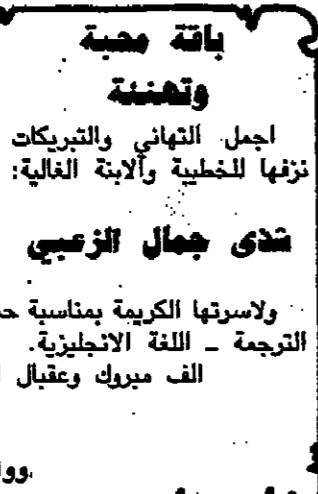 باقة محبة
وتهنئة
اجمل التهاني والتبريكات
نزفها للخطيبة والابنة الغالية:
شذى جمال الزعبي
ولاسرتها الكريمة بمناسبة
الترجمة ــ اللغة الانجليزية.
الف مبروك وعقبال